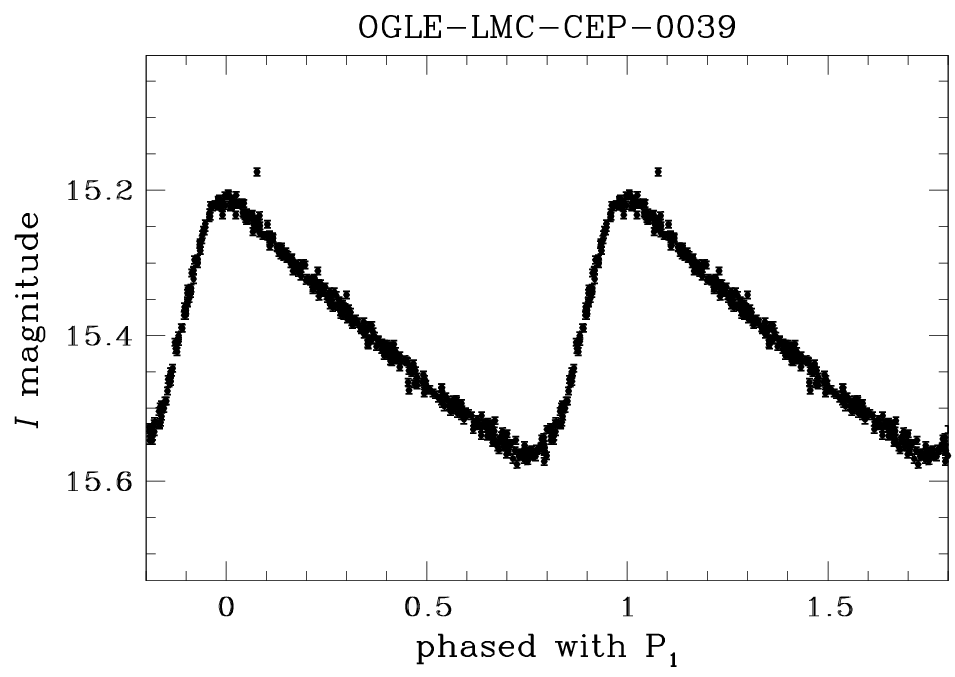 OGLE-LMC-CEP-0039
15.2
15.4
15.6
I magnitude
0 0.5 1 1.5
phased with P₁